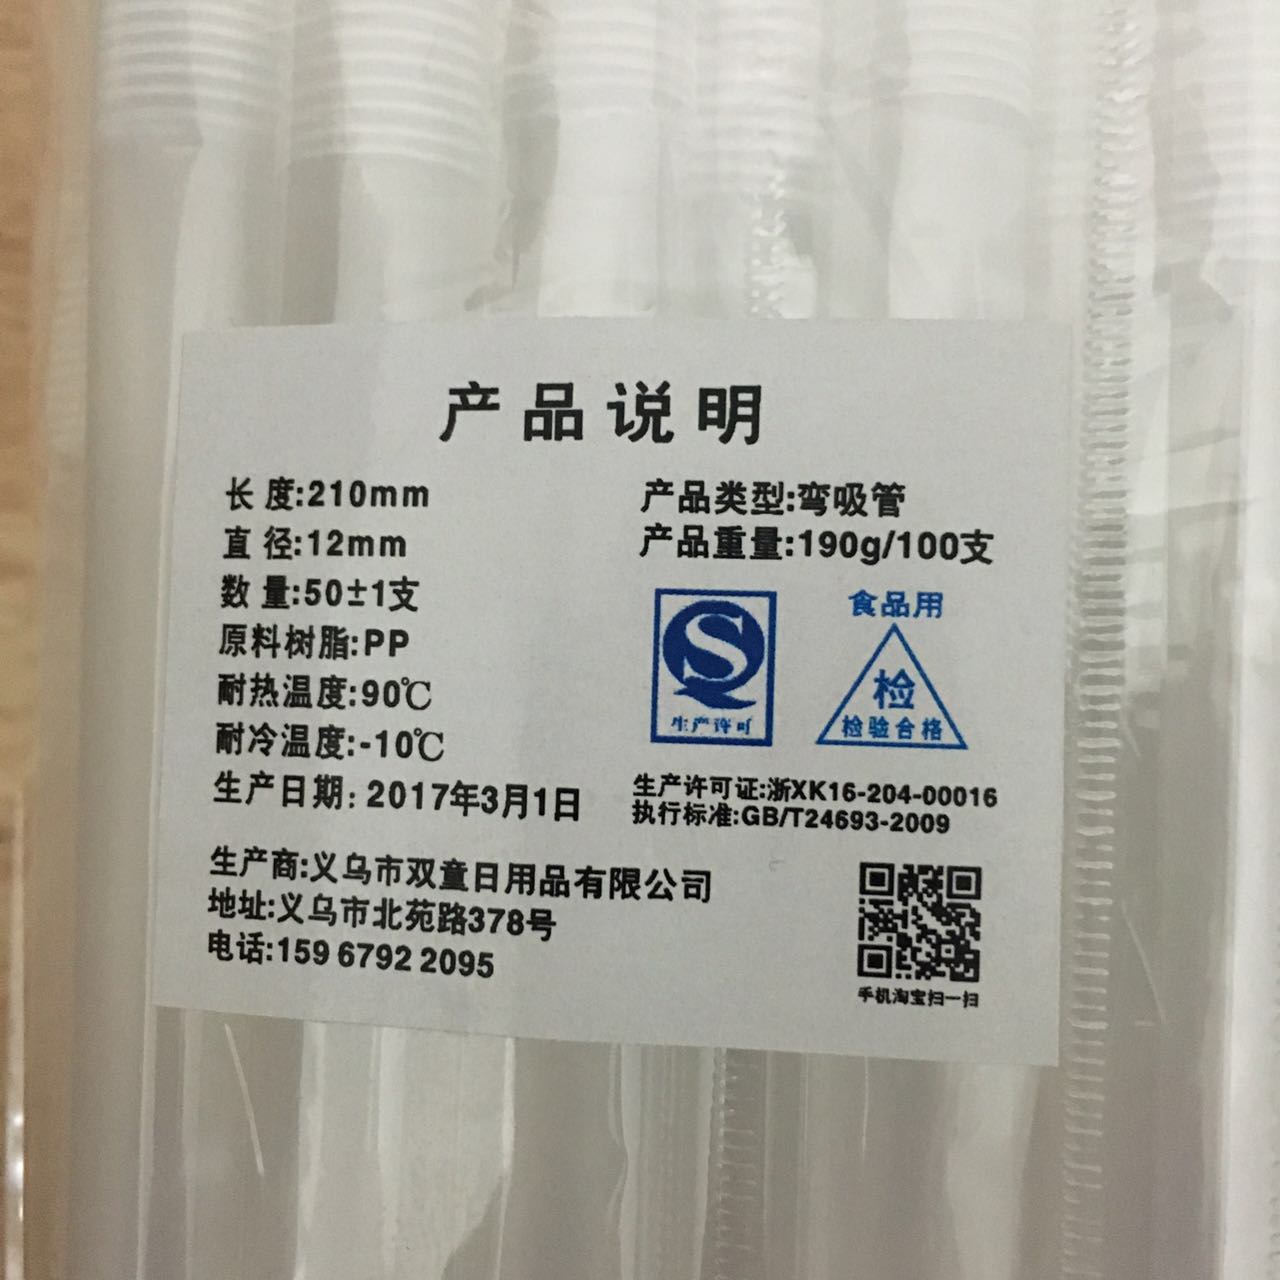 产品说明
长 度:210mm
直 径:12mm
数 量:50±1支
原料树脂:PP
耐热温度:90℃
耐冷温度:-10℃
生产日期: 2017年3月1日
产品类型:弯吸管
产品重量:190g/100支
QS
生产许可
食品用
检
检验合格
生产许可证:浙XK16-204-00016
执行标准:GB/T24693-2009
生产商:义乌市双童日用品有限公司
地址:义乌市北苑路378号
电话:159 6792 2095
手机淘宝扫一扫